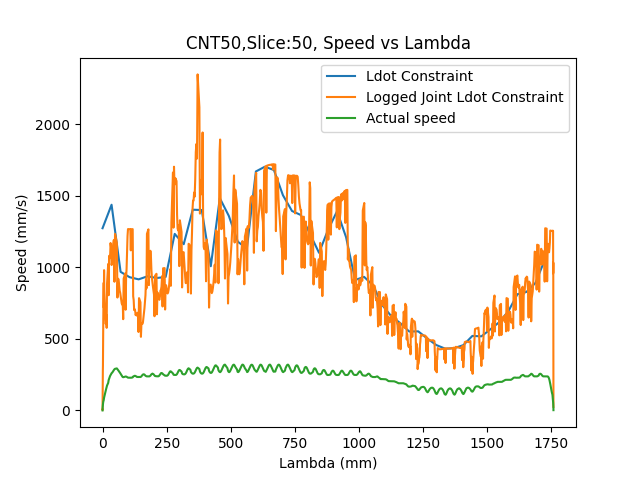 CNT50,Slice:50, Speed vs Lambda
Ldot Constraint
Logged Joint Ldot Constraint
Actual speed
2000
1500
1000
500
0
Speed (mm/s)
0 250 500 750 1000 1250 1500 1750
Lambda (mm)